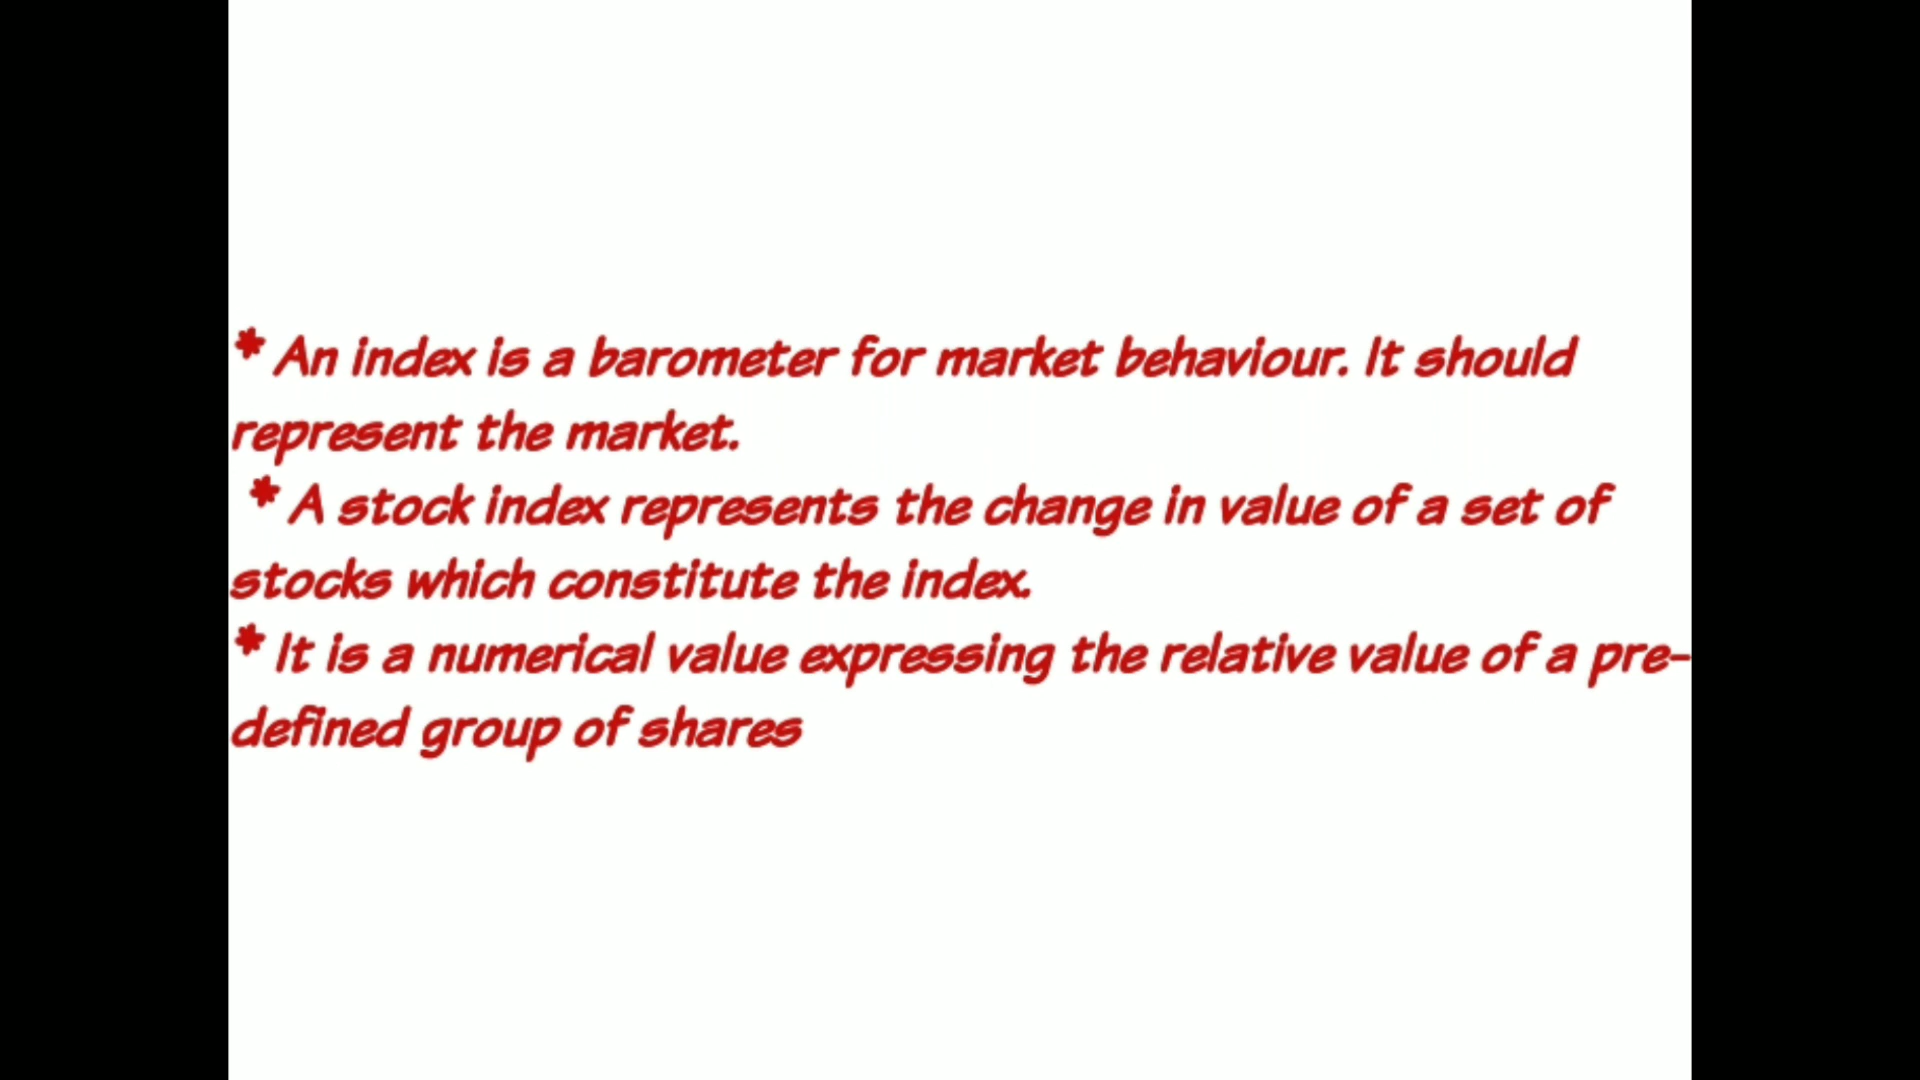 * An index is a barometer for market behaviour. It should
represent the market.
* A stock index represents the change in value of a set of
stocks which constitute the index.
* It is a numerical value expressing the relative value of a pre-
defined group of shares